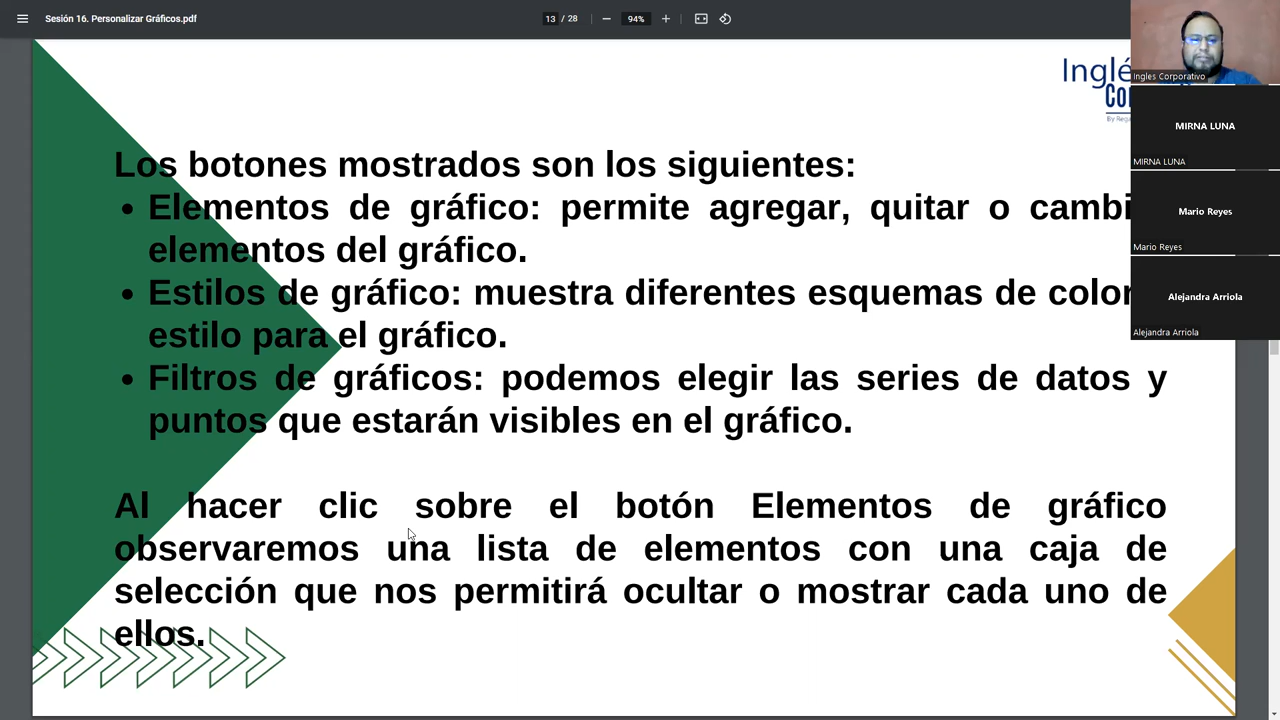 Sesión 16. Personalizar Gráficos.pdf
13 / 28
94%
Inglé
By Rega
Los botones mostrados son los siguientes:
• Elementos de gráfico: permite agregar, quitar o
elementos del gráfico.
• Estilos de gráfico: muestra diferentes esquemas de
estilo para el gráfico.
• Filtros de gráficos: podemos elegir las series de datos y
puntos que estarán visibles en el gráfico.
Al hacer clic sobre el botón Elementos de gráfico
observaremos una lista de elementos con una caja de
selección que nos permitirá ocultar o mostrar cada uno de
ellos.
Ingles Corporativo
MIRNA LUNA
MIRNA LUNA
Mario Reyes
Mario Reyes
Alejandra Arriola
Alejandra Arriola